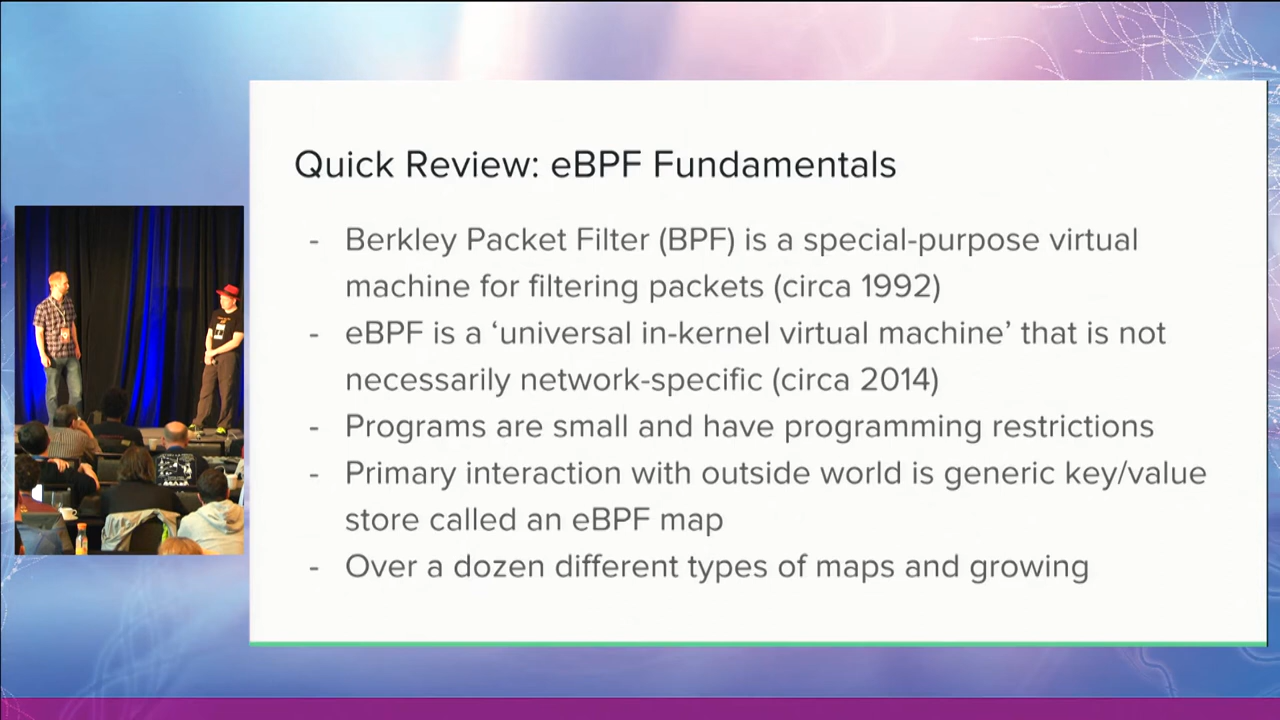 Quick Review: eBPF Fundamentals
- Berkley Packet Filter (BPF) is a special-purpose virtual
machine for filtering packets (circa 1992)
- eBPF is a ‘universal in-kernel virtual machine’ that is not
necessarily network-specific (circa 2014)
- Programs are small and have programming restrictions
- Primary interaction with outside world is generic key/value
store called an eBPF map
- Over a dozen different types of maps and growing